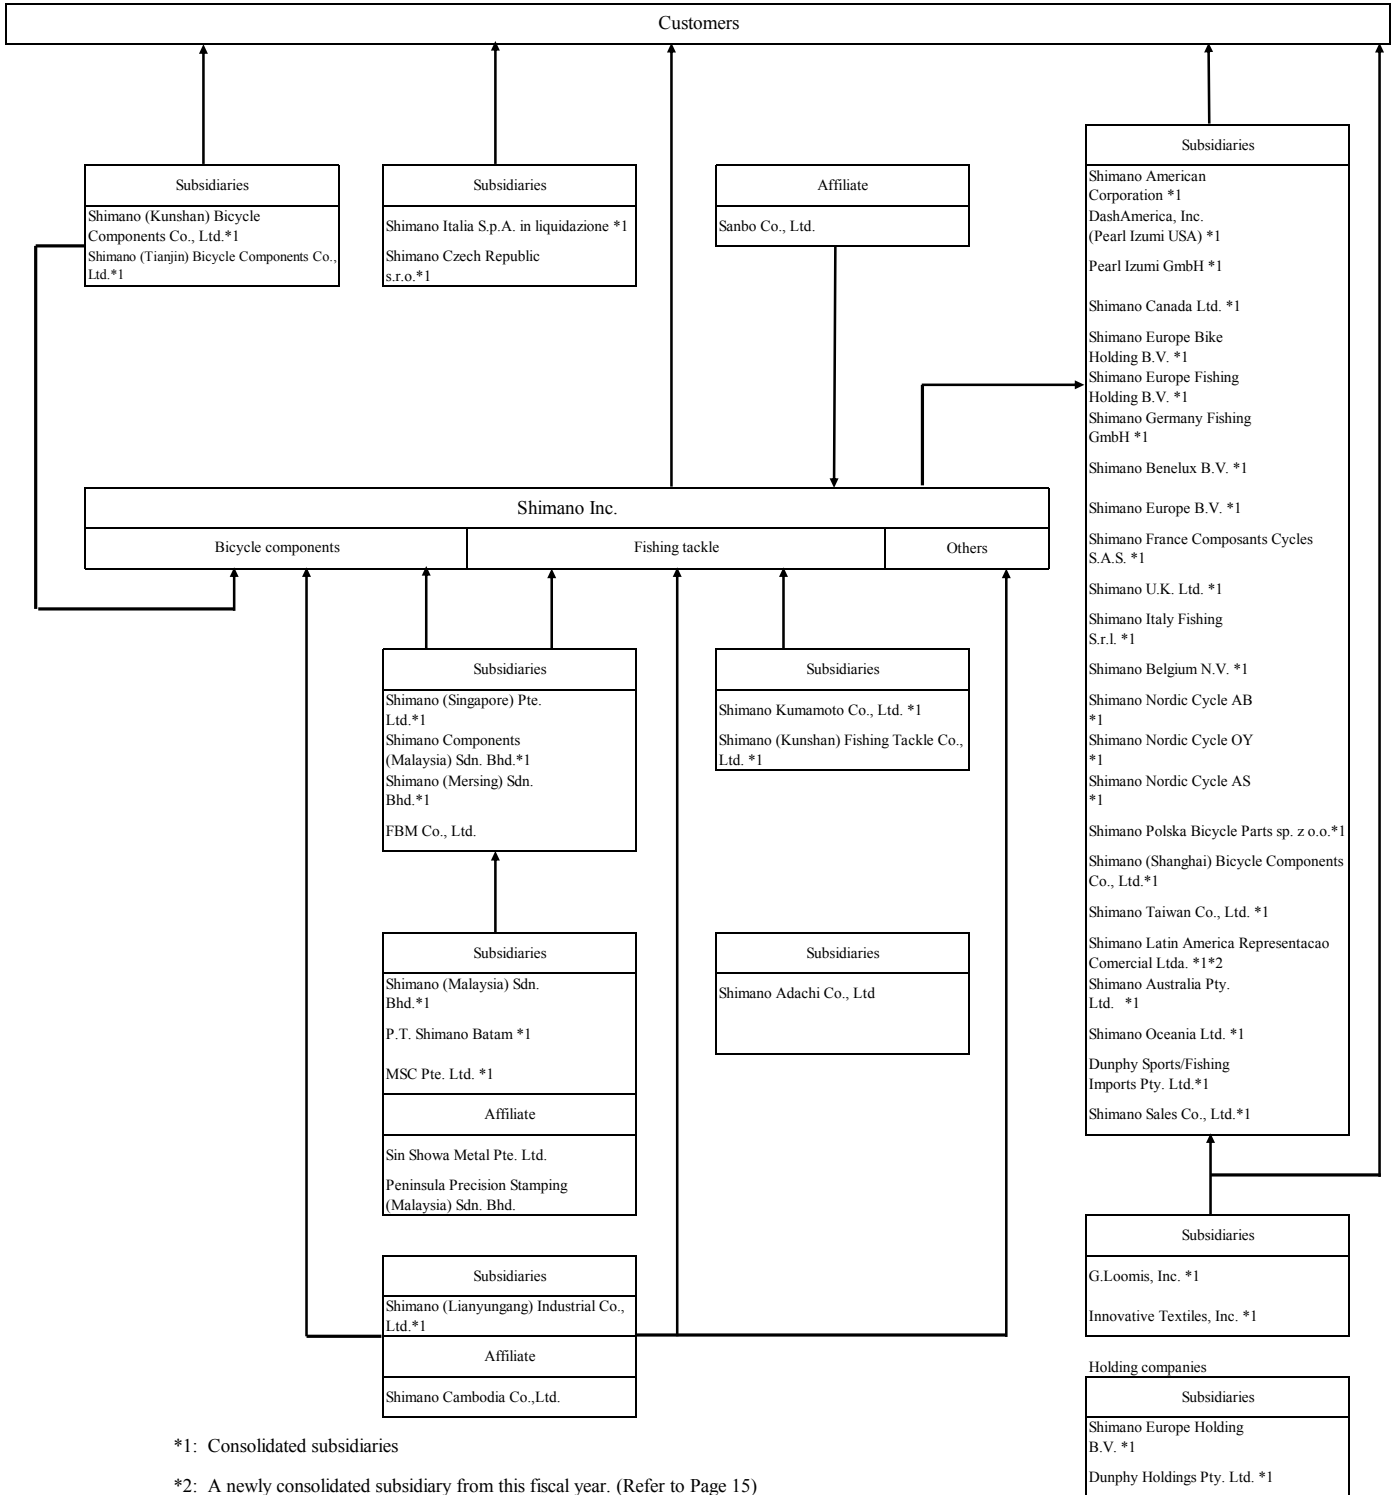 Customers
Subsidiaries
Shimano (Kunshan) Bicycle
Components Co., Ltd.*1
Shimano (Tianjin) Bicycle Components Co.,
Ltd.*1
Subsidiaries
Shimano Italia S.p.A. in liquidazione *1
Shimano Czech Republic
s.r.o.*1
Affiliate
Sanbo Co., Ltd.
Subsidiaries
Shimano American
Corporation *1
DashAmerica, Inc.
(Pearl Izumi USA) *1
Pearl Izumi GmbH *1
Shimano Canada Ltd. *1
Shimano Europe Bike
Holding B.V. *1
Shimano Europe Fishing
Holding B.V. *1
Shimano Germany Fishing
GmbH *1
Shimano Benelux B.V. *1
Shimano Europe B.V. *1
Shimano France Composants Cycles
S.A.S. *1
Shimano U.K. Ltd. *1
Shimano Italy Fishing
S.r.l. *1
Shimano Belgium N.V. *1
Shimano Nordic Cycle AB
*1
Shimano Nordic Cycle OY
*1
Shimano Nordic Cycle AS
*1
Shimano Polska Bicycle Parts sp. z o.o.*1
Shimano (Shanghai) Bicycle Components
Co., Ltd.*1
Shimano Taiwan Co., Ltd. *1
Shimano Latin America Representacao
Comercial Ltda. *1*2
Shimano Australia Pty.
Ltd. *1
Shimano Oceania Ltd. *1
Dunphy Sports/Fishing
Imports Pty. Ltd.*1
Shimano Sales Co., Ltd.*1
Shimano Inc.
Bicycle components
Fishing tackle
Others
Subsidiaries
Shimano (Singapore) Pte.
Ltd.*1
Shimano Components
(Malaysia) Sdn. Bhd.*1
Shimano (Mersing) Sdn.
Bhd.*1
FBM Co., Ltd.
Subsidiaries
Shimano Kumamoto Co., Ltd. *1
Shimano (Kunshan) Fishing Tackle Co.,
Ltd. *1
Subsidiaries
Shimano (Malaysia) Sdn.
Bhd.*1
P.T. Shimano Batam *1
MSC Pte. Ltd. *1
Affiliate
Sin Showa Metal Pte. Ltd.
Peninsula Precision Stamping
(Malaysia) Sdn. Bhd.
Subsidiaries
Shimano Adachi Co., Ltd
Subsidiaries
Shimano (Lianyungang) Industrial Co.,
Ltd.*1
Affiliate
Shimano Cambodia Co.,Ltd.
Subsidiaries
G.Loomis, Inc. *1
Innovative Textiles, Inc. *1
Holding companies
Subsidiaries
Shimano Europe Holding
B.V. *1
Dunphy Holdings Pty. Ltd. *1
*1: Consolidated subsidiaries
*2: A newly consolidated subsidiary from this fiscal year. (Refer to Page 15)